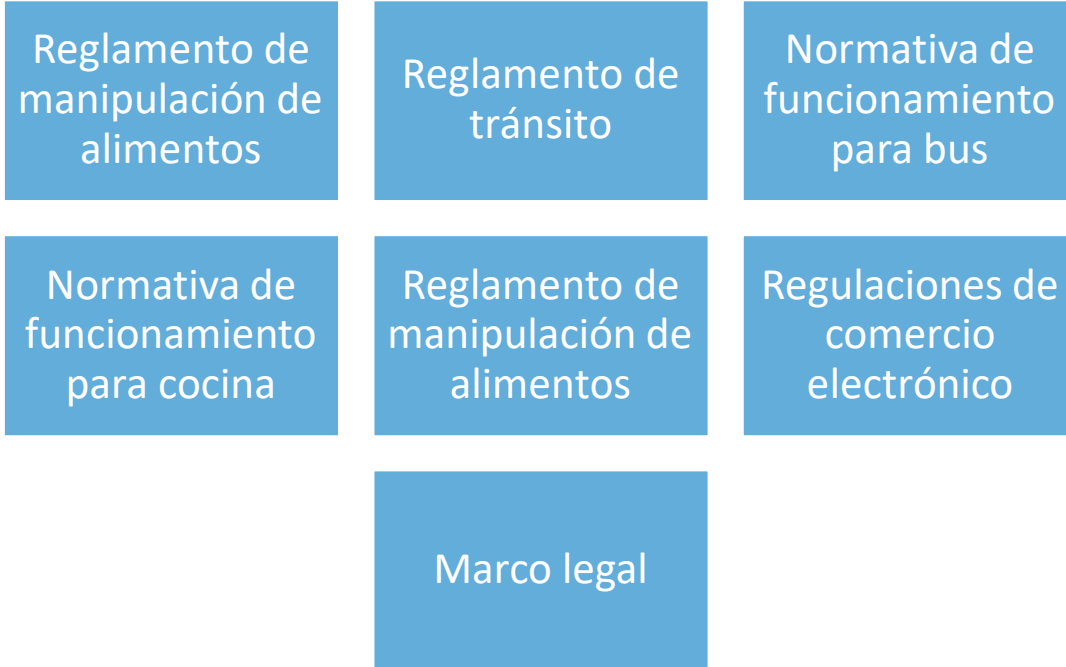 Reglamento de
manipulación de
alimentos
Reglamento de
tránsito
Normativa de
funcionamiento
para bus
Normativa de
funcionamiento
para cocina
Reglamento de
manipulación de
alimentos
Regulaciones de
comercio
electrónico
Marco legal